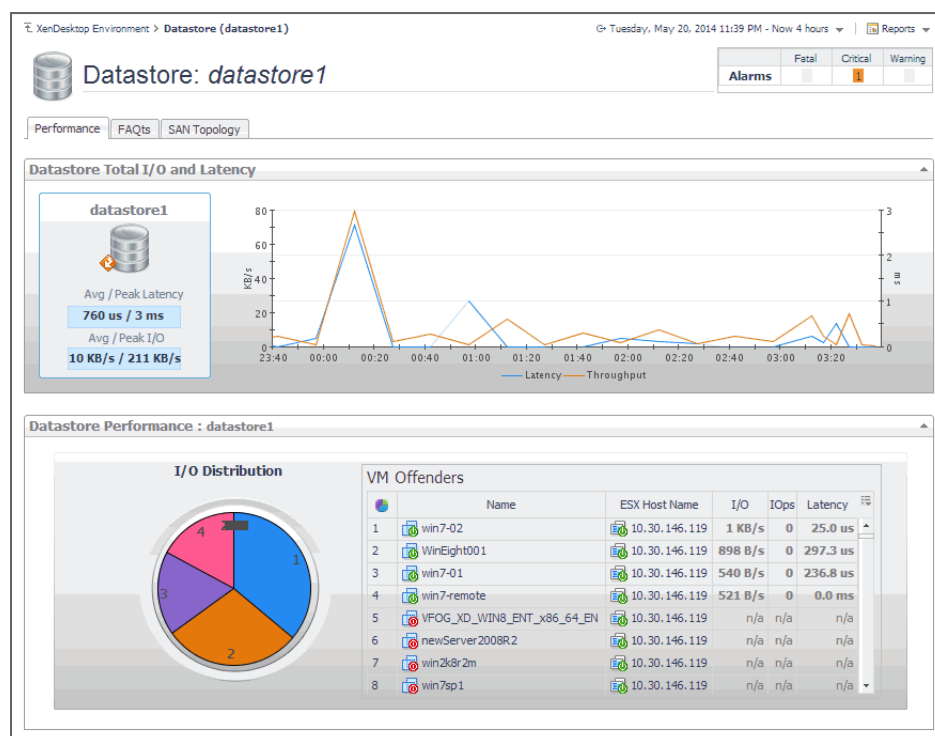 XenDesktop Environment > Datastore (datastore1)
Tuesday, May 20, 2014 11:39 PM - Now 4 hours
Reports
Datastore: datastore1
Fatal Critical Warning
Alarms 1
Performance FAQts SAN Topology
Datastore Total I/O and Latency
datastore1
Avg / Peak Latency
760 us / 3 ms
Avg / Peak I/O
10 KB/s / 211 KB/s
KB/s
80
60
40
20
0
3
2
1
0
ms
23:40 00:00 00:20 00:40 01:00 01:20 01:40 02:00 02:20 02:40 03:00 03:20
Latency Throughput
Datastore Performance : datastore1
I/O Distribution
1
2
3
4
VM Offenders
Name ESX Host Name I/O IOps Latency
1 win7-02 10.30.146.119 1 KB/s 0 25.0 us
2 WinEight001 10.30.146.119 898 B/s 0 297.3 us
3 win7-01 10.30.146.119 540 B/s 0 236.8 us
4 win7-remote 10.30.146.119 521 B/s 0 0.0 ms
5 VFOG_XD_WIN8_ENT_x86_64_EN 10.30.146.119 n/a n/a n/a
6 newServer2008R2 10.30.146.119 n/a n/a n/a
7 win2k8r2m 10.30.146.119 n/a n/a n/a
8 win7sp1 10.30.146.119 n/a n/a n/a